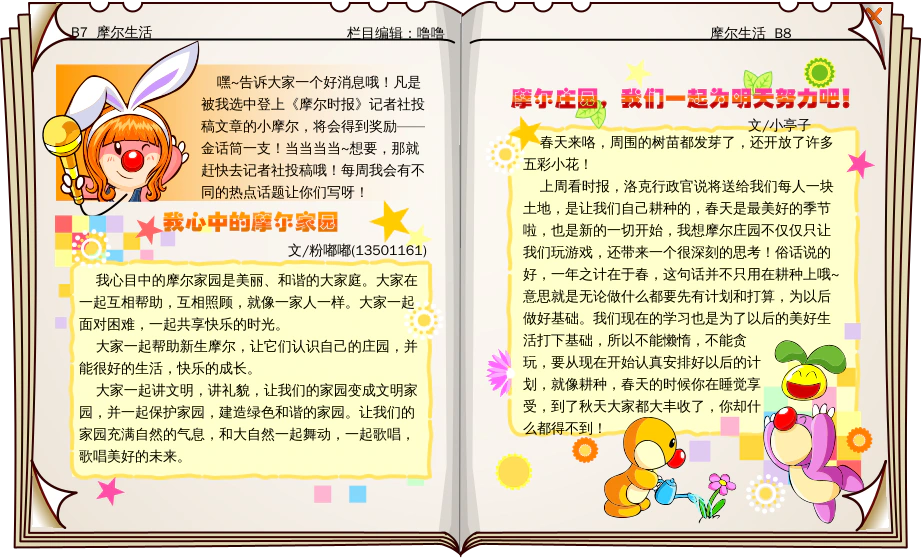 B7 摩尔生活
栏目编辑：噜噜
嘿~告诉大家一个好消息哦！凡是
被我选中登上《摩尔时报》记者社投
稿文章的小摩尔，将会得到奖励——
金话筒一支！当当当当~想要，那就
赶快去记者社投稿哦！每周我会有不
同的热点话题让你们写呀！
我心中的摩尔家园
文/粉嘟嘟(13501161)
我心目中的摩尔家园是美丽、和谐的大家庭。大家在
一起互相帮助，互相照顾，就像一家人一样。大家一起
面对困难，一起共享快乐的时光。
大家一起帮助新生摩尔，让它们认识自己的庄园，并
能很好的生活，快乐的成长。
大家一起讲文明，讲礼貌，让我们的家园变成文明家
园，并一起保护家园，建造绿色和谐的家园。让我们的
家园充满自然的气息，和大自然一起舞动，一起歌唱，
歌唱美好的未来。
摩尔生活 B8
摩尔庄园，我们一起为明天努力吧！
文/小亭子
春天来咯，周围的树苗都发芽了，还开放了许多
五彩小花！
上周看时报，洛克行政官说将送给我们每人一块
土地，是让我们自己耕种的，春天是最美好的季节
啦，也是新的一切开始，我想摩尔庄园不仅仅只让
我们玩游戏，还带来一个很深刻的思考！俗话说的
好，一年之计在于春，这句话并不只用在耕种上哦~
意思就是无论做什么都要先有计划和打算，为以后
做好基础。我们现在的学习也是为了以后的美好生
活打下基础，所以不能懒惰，不能贪
玩，要从现在开始认真安排好以后的计
划，就像耕种，春天的时候你在睡觉享
受，到了秋天大家都大丰收了，你却什
么都得不到！